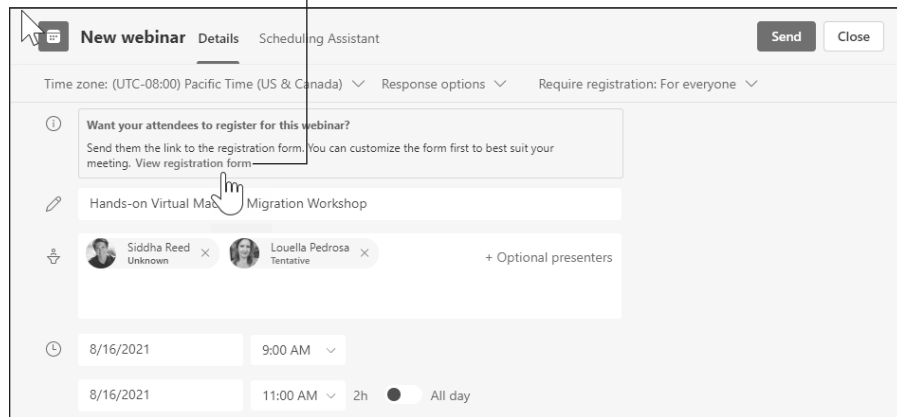 New webinar Details Scheduling Assistant Send Close
Time zone: (UTC-08:00) Pacific Time (US & Canada) Response options Require registration: For everyone
Want your attendees to register for this webinar?
Send them the link to the registration form. You can customize the form first to best suit your
meeting. View registration form
Hands-on Virtual Migration Workshop
Siddha Reed Louella Pedrosa
Unknown Tentative
+ Optional presenters
8/16/2021 9:00 AM
8/16/2021 11:00 AM 2h All day